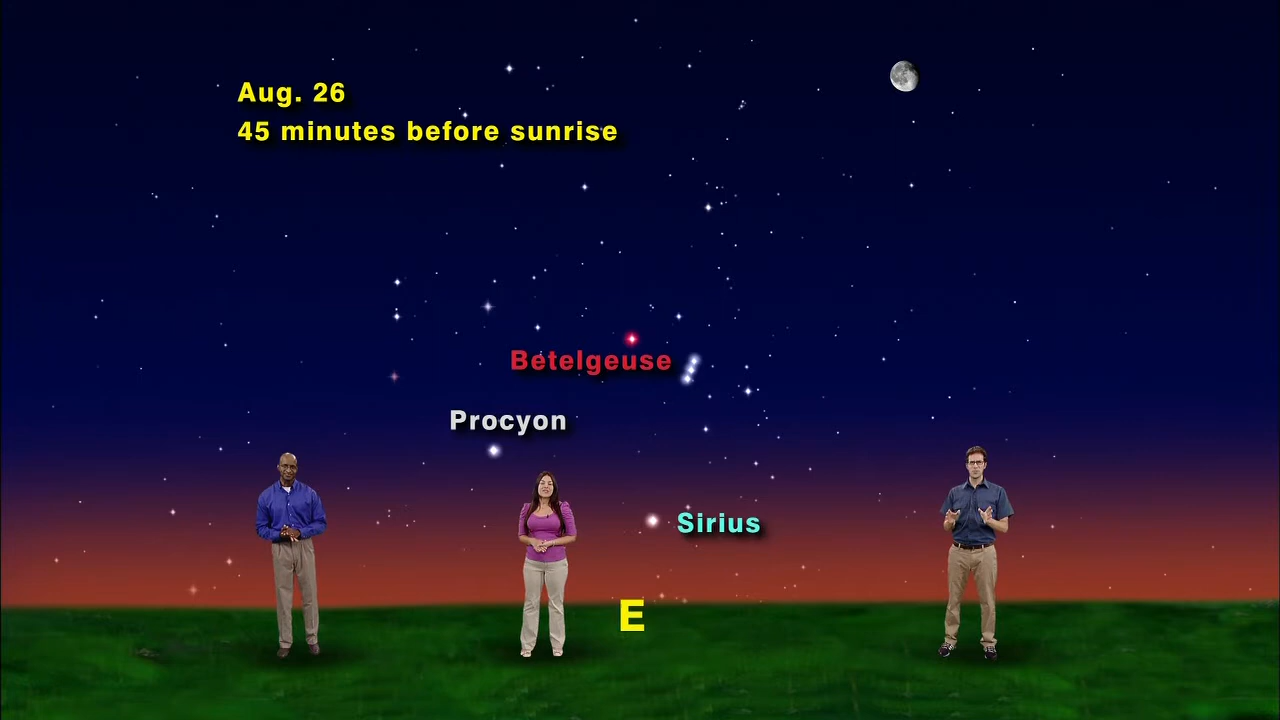 Aug. 26
45 minutes before sunrise
Betelgeuse
Procyon
Sirius
E